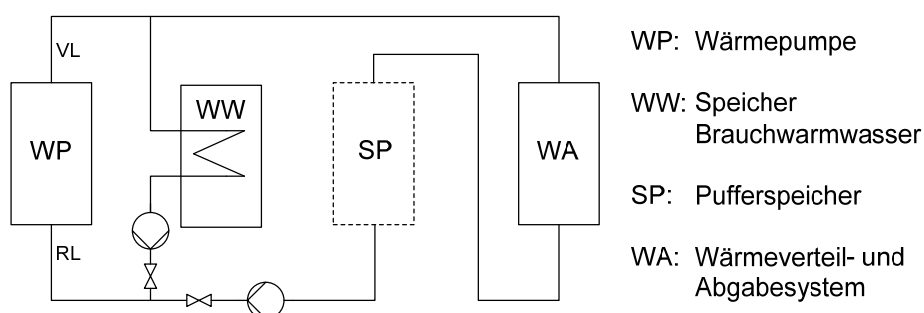 VL
WP
RL
WW
SP
WA
WP: Wärmepumpe
WW: Speicher
Brauchwarmwasser
SP: Pufferspeicher
WA: Wärmeverteil- und
Abgabesystem